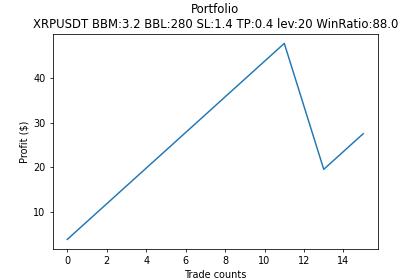 Portfolio
XRPUSDT BBM:3.2 BBL:280 SL:1.4 TP:0.4 lev:20 WinRatio:88.0
40
30
20
10
Profit ($)
0 2 4 6 8 10 12 14
Trade counts